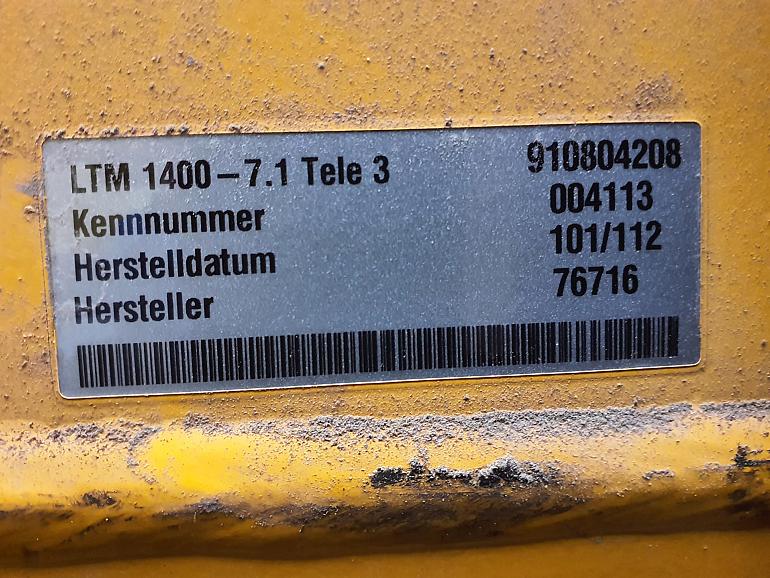 LTM 1400-7.1 Tele 3 910804208
Kennnummer 004113
Herstelldatum 101/112
Hersteller 76716